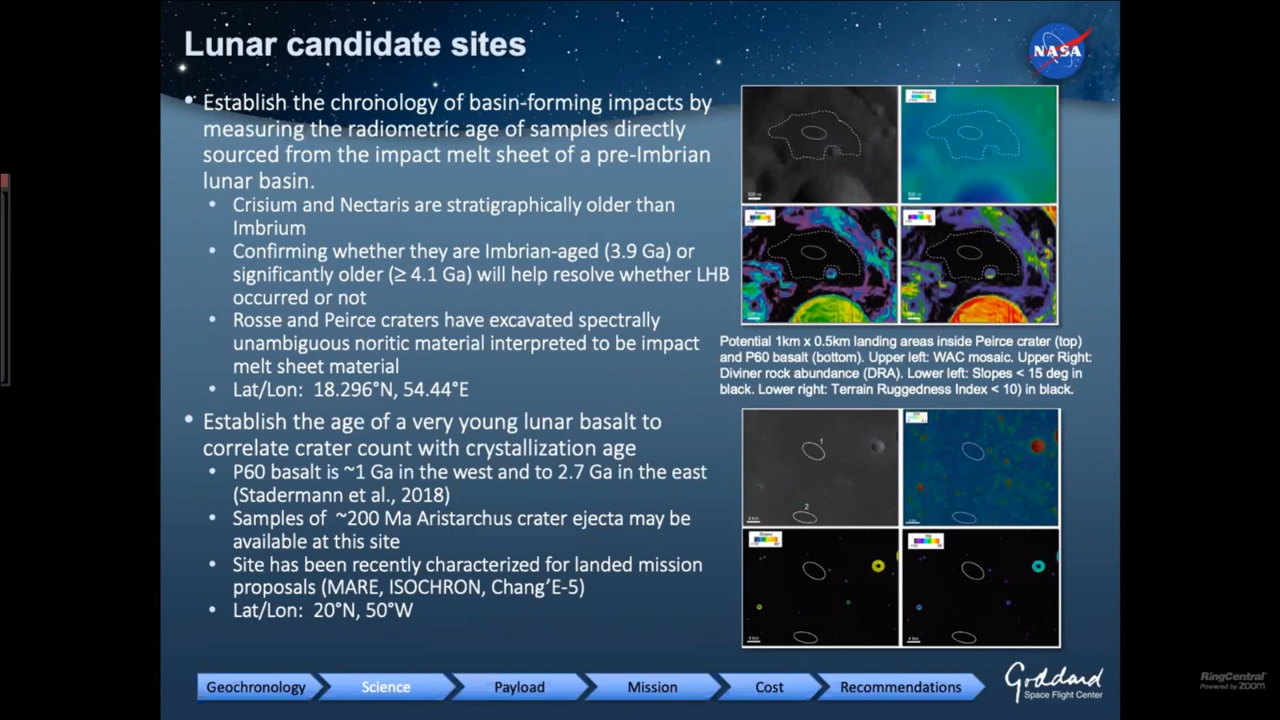 Lunar candidate sites
NASA
• Establish the chronology of basin-forming impacts by
measuring the radiometric age of samples directly
sourced from the impact melt sheet of a pre-Imbrian
lunar basin.
• Crisium and Nectaris are stratigraphically older than
Imbrium
• Confirming whether they are Imbrian-aged (3.9 Ga) or
significantly older (≥ 4.1 Ga) will help resolve whether LHB
occurred or not
• Rosse and Peirce craters have excavated spectrally
unambiguous noritic material interpreted to be impact
melt sheet material
• Lat/Lon: 18.296°N, 54.44°E
• Establish the age of a very young lunar basalt to
correlate crater count with crystallization age
• P60 basalt is ~1 Ga in the west and to 2.7 Ga in the east
(Stadermann et al., 2018)
• Samples of ~200 Ma Aristarchus crater ejecta may be
available at this site
• Site has been recently characterized for landed mission
proposals (MARE, ISOCHRON, Chang’E-5)
• Lat/Lon: 20°N, 50°W
Potential 1km x 0.5km landing areas inside Peirce crater (top)
and P60 basalt (bottom). Upper left: WAC mosaic. Upper Right:
Diviner rock abundance (DRA). Lower left: Slopes < 15 deg in
black. Lower right: Terrain Ruggedness Index < 10) in black.
1
2
Geochronology
Science
Payload
Mission
Cost
Recommendations
Goddard
Space Flight Center
RingCentral
Powered by zoom